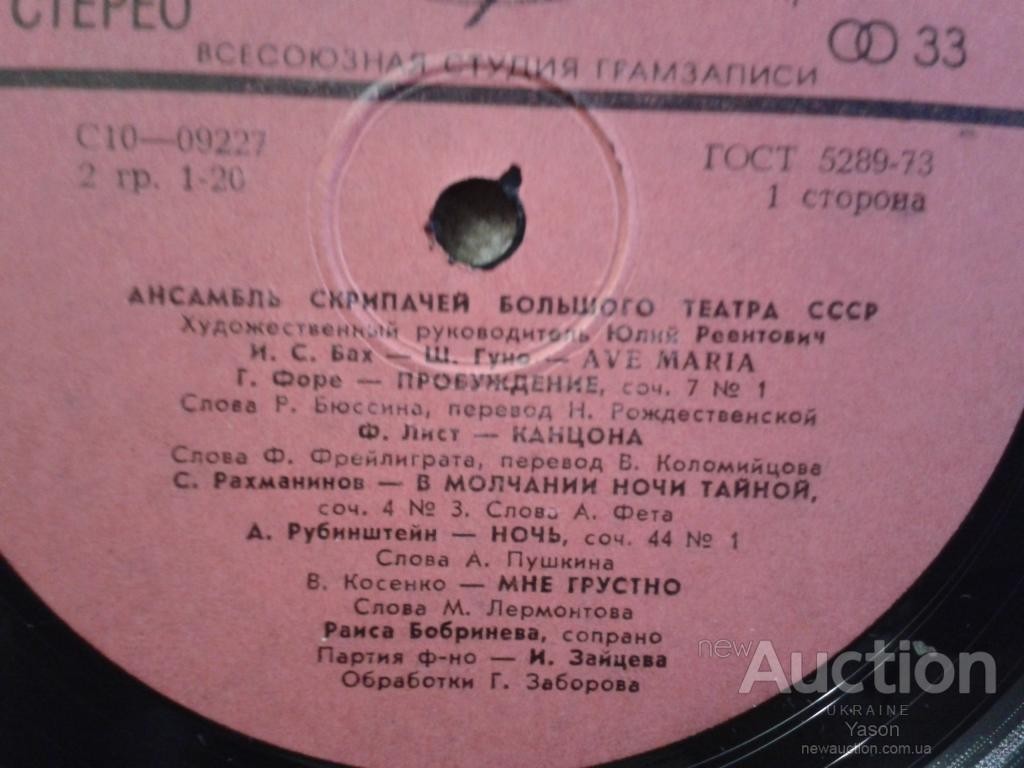 СТЕРЕО
33
ВСЕСОЮЗНАЯ СТУДИЯ ГРАМЗАПИСИ
С10—09227
ГОСТ 5289-73
2 гр. 1-20
1 сторона
АНСАМБЛЬ СКРИПАЧЕЙ БОЛЬШОГО ТЕАТРА СССР
Художественный руководитель Юлий Реентович
И. С. Бах — Ш. Гуно — AVE MARIA
Г. Форе — ПРОБУЖДЕНИЕ, соч. 7 № 1
Слова Р. Бюссина, перевод Н. Рождественской
Ф. Лист — КАНЦОНА
Слова Ф. Фрейлиграта, перевод В. Коломийцова
С. Рахманинов — В МОЛЧАНИИ НОЧИ ТАЙНОЙ,
соч. 4 № 3. Слова А. Фета
А. Рубинштейн — НОЧЬ, соч. 44 № 1
Слова А. Пушкина
В. Косенко — МНЕ ГРУСТНО
Слова М. Лермонтова
Раиса Бобринева, сопрано
Партия ф-но — И. Зайцева
Обработки Г. Заборова
newAuction
UKRAINE
Yason
newauction.com.ua